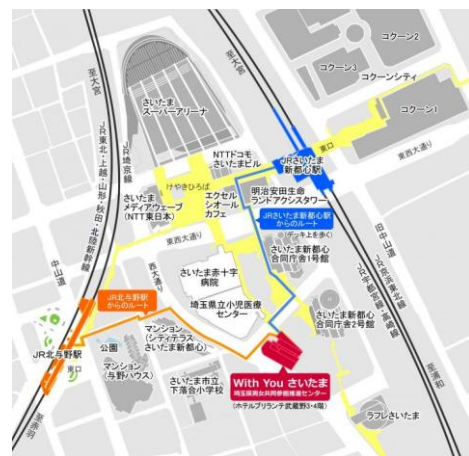 至大宮
コクーン2
コクーン3
コクーンシティ
コクーン1
至大宮
さいたま
スーパーアリーナ
JR東北・上越・山形・秋田・北陸新幹線
JR埼京線
NTTドコモ
さいたまビル
東口
JRさいたま
新都心駅
東西大通り
けやきひろば
明治安田生命
ランドアクシスタワー
さいたま
メディアウェーブ
(NTT東日本)
エクセル
シオール
カフェ
JRさいたま新都心駅
からのルート
(デッキ上を歩く)
中山道
東西大通り
さいたま新都心
合同庁舎1号館
旧中山道
JR京浜東北線
JR宇都宮線・高崎線
西大通り
さいたま赤十字
病院
埼玉県立小児医療
センター
JR北与野駅
からのルート
さいたま新都心
合同庁舎2号館
マンション
(シティテラス
さいたま新都心)
JR北与野駅
公園
東口
マンション
(与野ハウス)
さいたま市立
下落合小学校
With You さいたま
埼玉県男女共同参画推進センター
(ホテルブリランテ武蔵野3・4階)
至浦和
至赤羽
ラフレさいたま